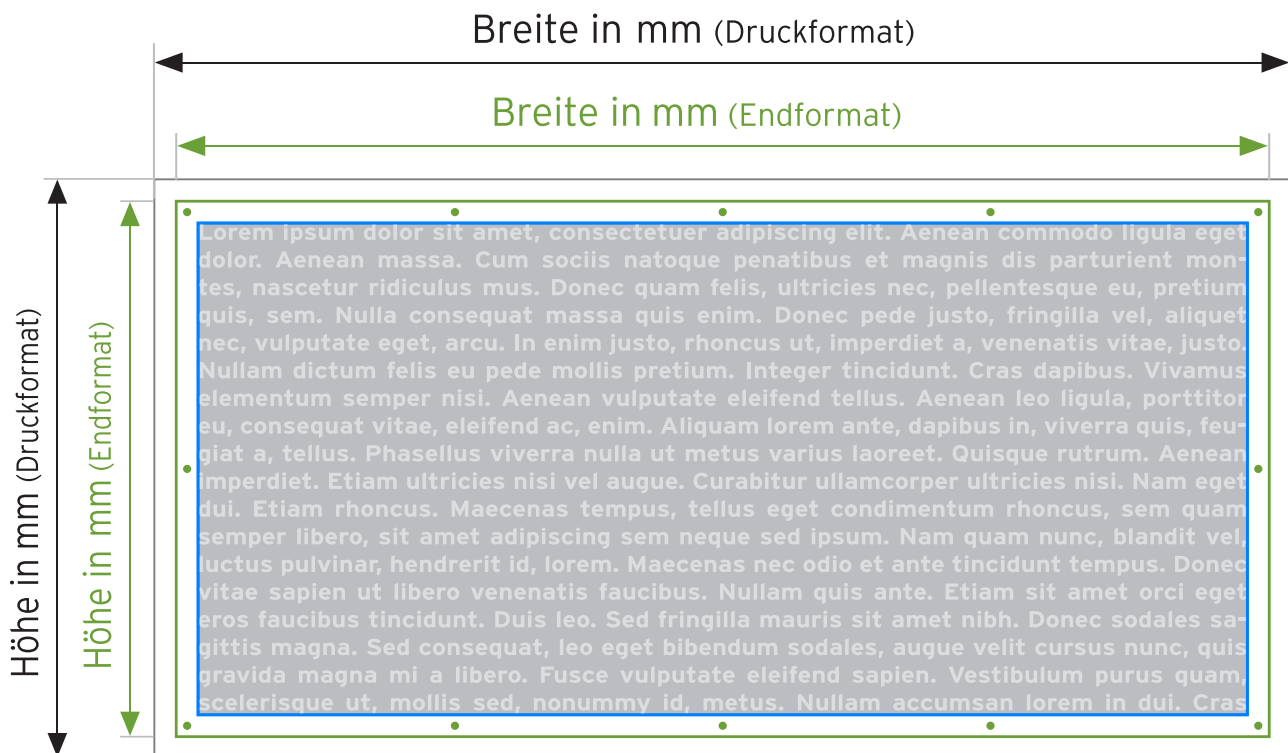 Breite in mm (Druckformat)
Breite in mm (Endformat)
Höhe in mm (Druckformat)
Höhe in mm (Endformat)
Lorem ipsum dolor sit amet, consectetuer adipiscing elit. Aenean commodo ligula eget
dolor. Aenean massa. Cum sociis natoque penatibus et magnis dis parturient mon-
tes, nascetur ridiculus mus. Donec quam felis, ultricies nec, pellentesque eu, pretium
quis, sem. Nulla consequat massa quis enim. Donec pede justo, fringilla vel, aliquet
nec, vulputate eget, arcu. In enim justo, rhoncus ut, imperdiet a, venenatis vitae, justo.
Nullam dictum felis eu pede mollis pretium. Integer tincidunt. Cras dapibus. Vivamus
elementum semper nisi. Aenean vulputate eleifend tellus. Aenean leo ligula, porttitor
eu, consequat vitae, eleifend ac, enim. Aliquam lorem ante, dapibus in, viverra quis, feu-
giat a, tellus. Phasellus viverra nulla ut metus varius laoreet. Quisque rutrum. Aenean
imperdiet. Etiam ultricies nisi vel augue. Curabitur ullamcorper ultricies nisi. Nam eget
dui. Etiam rhoncus. Maecenas tempus, tellus eget condimentum rhoncus, sem quam
semper libero, sit amet adipiscing sem neque sed ipsum. Nam quam nunc, blandit vel,
luctus pulvinar, hendrerit id, lorem. Maecenas nec odio et ante tincidunt tempus. Donec
vitae sapien ut libero venenatis faucibus. Nullam quis ante. Etiam sit amet orci eget
eros faucibus tincidunt. Duis leo. Sed fringilla mauris sit amet nibh. Donec sodales sa-
gittis magna. Sed consequat, leo eget bibendum sodales, augue velit cursus nunc, quis
gravida magna mi a libero. Fusce vulputate eleifend sapien. Vestibulum purus quam,
scelerisque ut, mollis sed, nonummy id, metus. Nullam accumsan lorem in dui. Cras